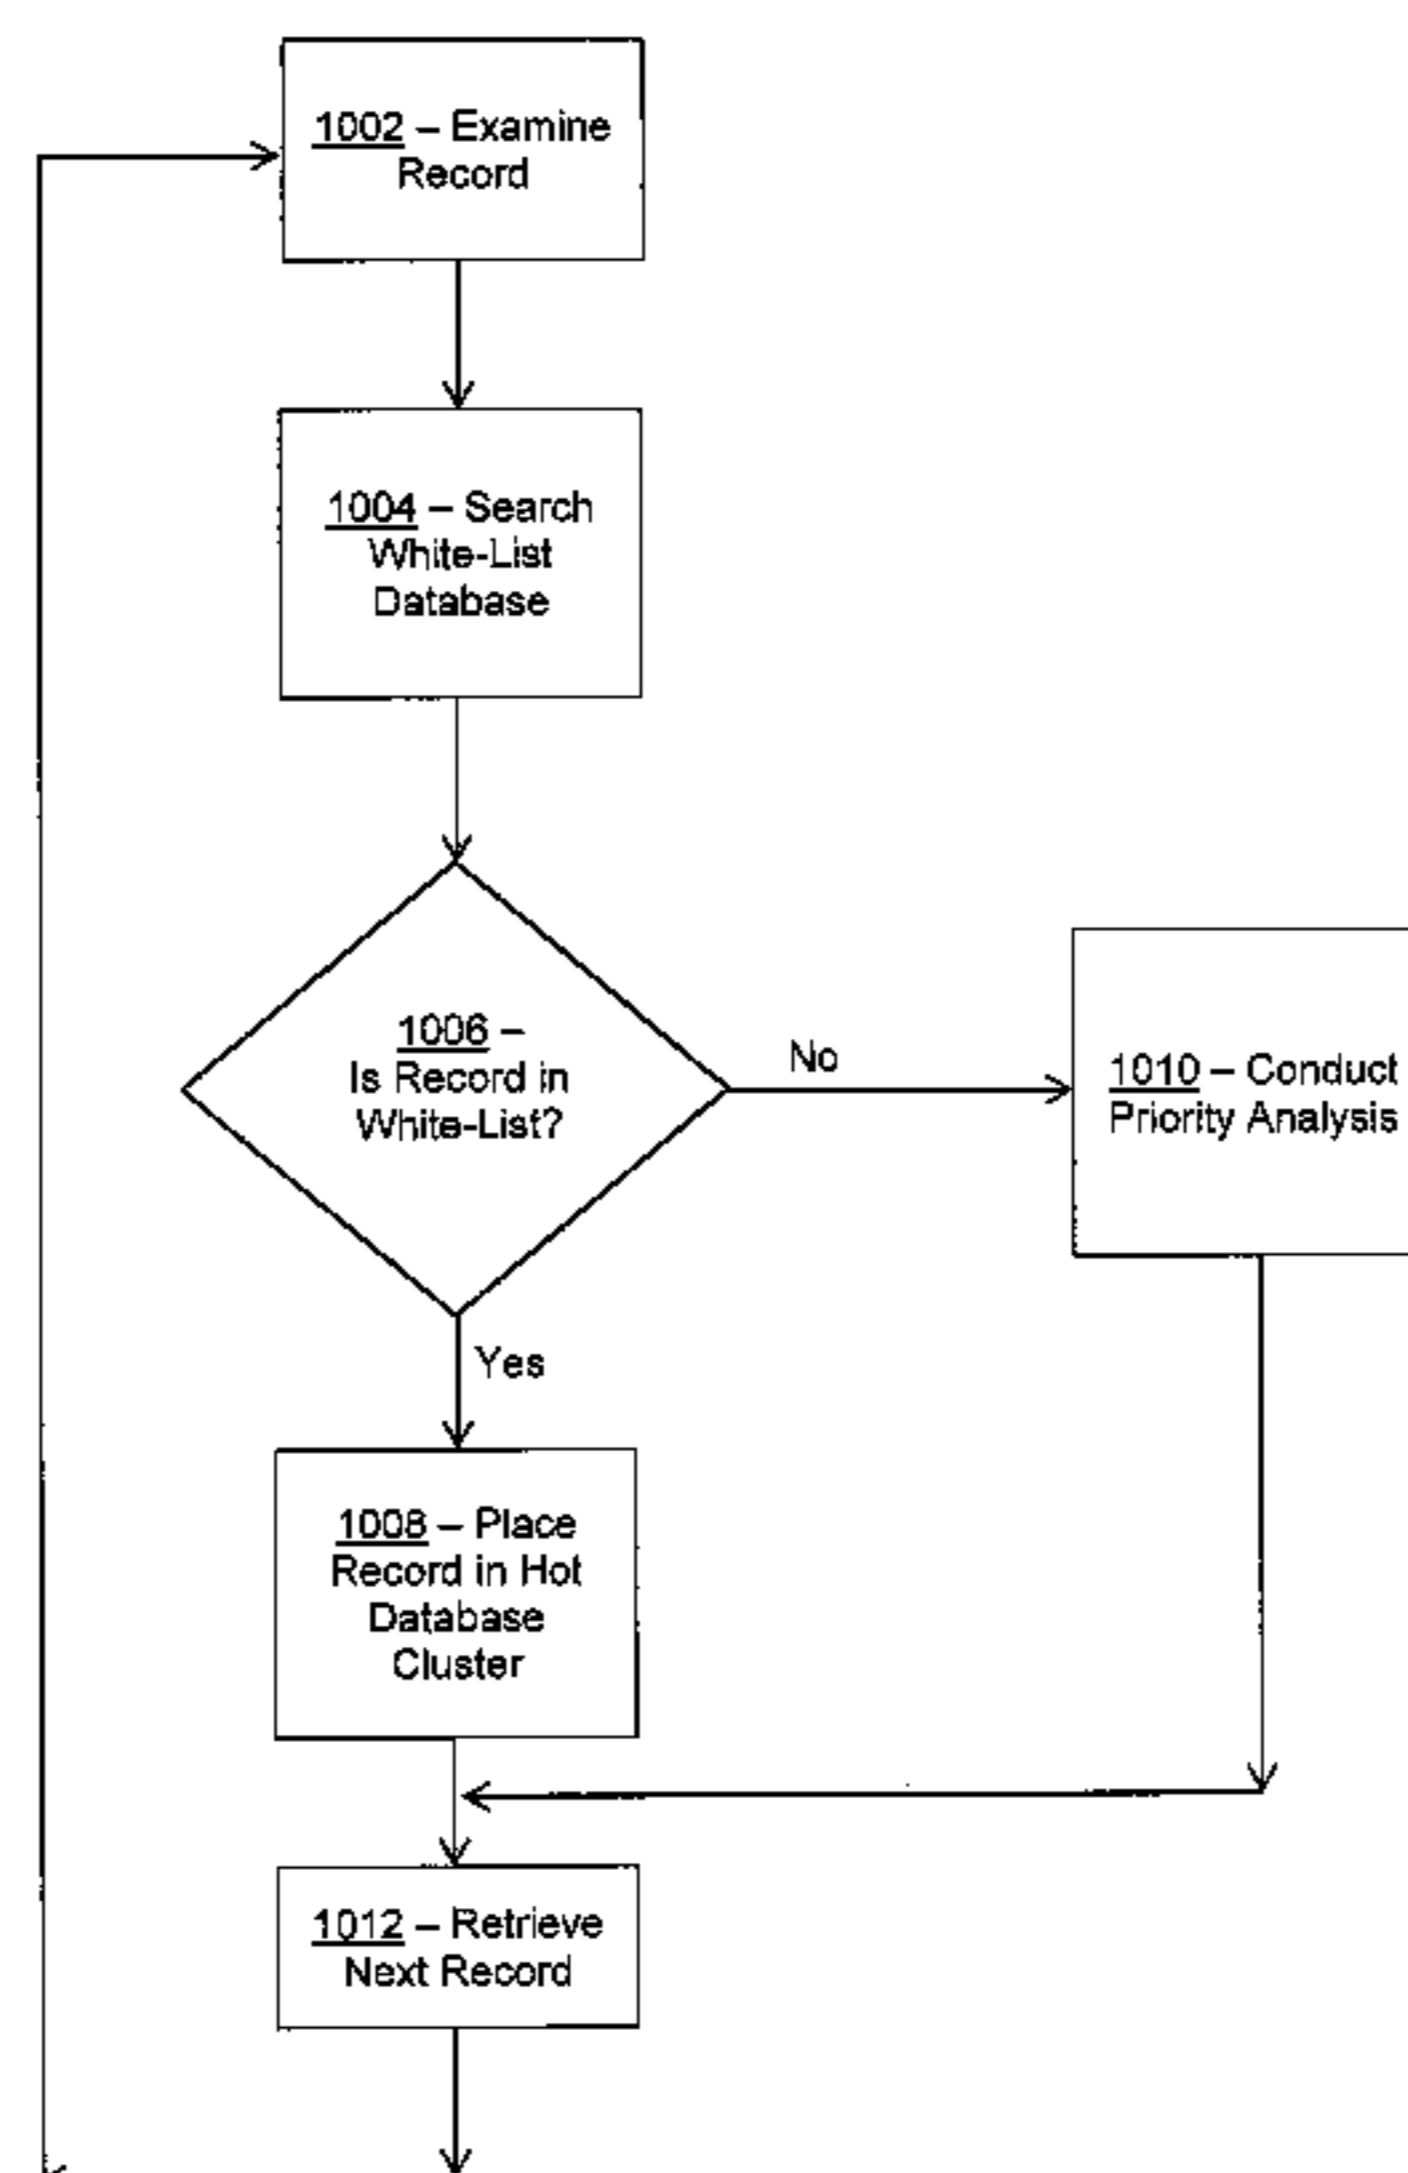 1002 – Examine
Record
1004 – Search
White-List
Database
1006 –
Is Record in
White-List?
No
1010 – Conduct
Priority Analysis
Yes
1008 – Place
Record in Hot
Database
Cluster
1012 – Retrieve
Next Record